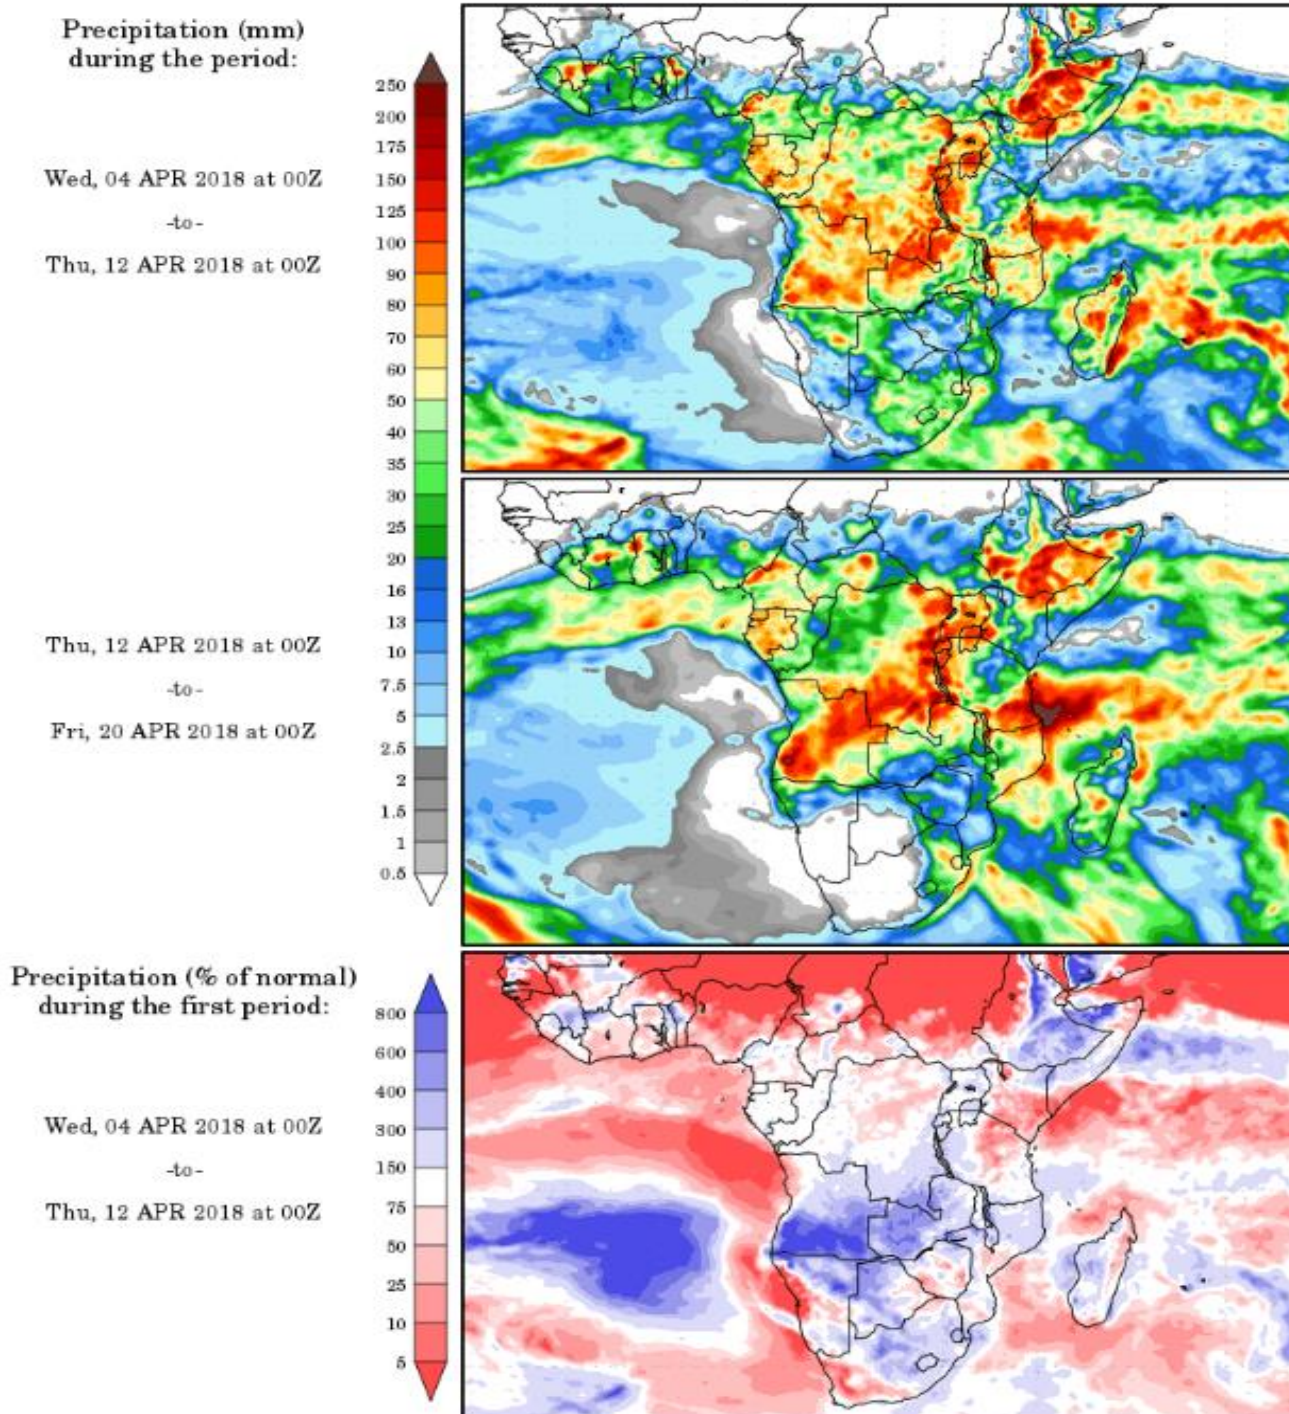 Precipitation (mm)
during the period:
Wed, 04 APR 2018 at 00Z
-to-
Thu, 12 APR 2018 at 00Z
250
200
175
150
125
100
90
80
70
60
50
40
35
30
25
20
16
13
10
7.5
5
2.5
2
1.5
1
0.5
Thu, 12 APR 2018 at 00Z
-to-
Fri, 20 APR 2018 at 00Z
Precipitation (% of normal)
during the first period:
Wed, 04 APR 2018 at 00Z
-to-
Thu, 12 APR 2018 at 00Z
800
600
400
300
150
75
50
25
10
5